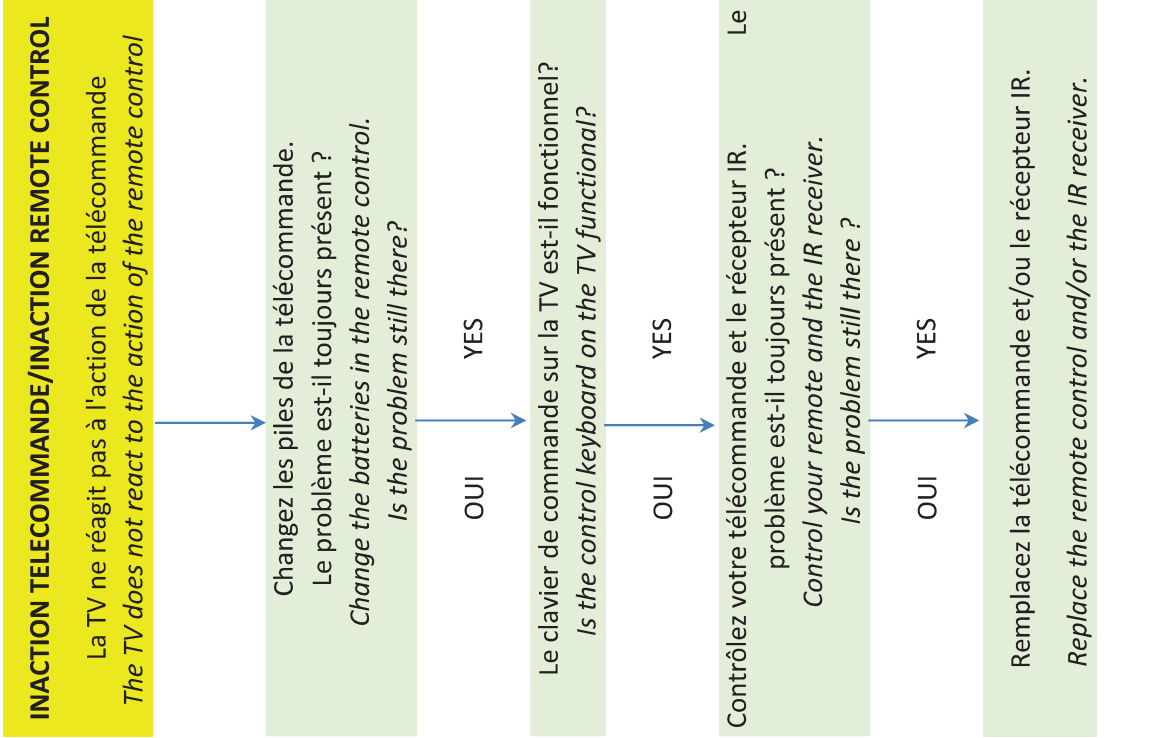 INACTION TELECOMMANDE/INACTION REMOTE CONTROL
La TV ne réagit pas à l'action de la télécommande
The TV does not react to the action of the remote control
Changez les piles de la télécommande.
Le problème est-il toujours présent ?
Change the batteries in the remote control.
Is the problem still there?
OUI YES
Le clavier de commande sur la TV est-il fonctionnel?
Is the control keyboard on the TV functional?
OUI YES
Contrôlez votre télécommande et le récepteur IR. Le
problème est-il toujours présent ?
Control your remote and the IR receiver.
Is the problem still there ?
OUI YES
Remplacez la télécommande et/ou le récepteur IR.
Replace the remote control and/or the IR receiver.